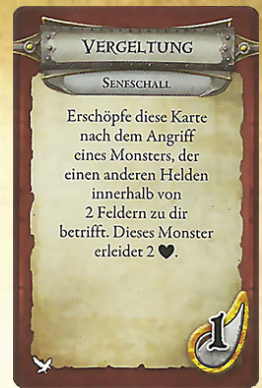 VERGELTUNG
SENESCHALL
Erschöpfe diese Karte
nach dem Angriff
eines Monsters, der
einen anderen Helden
innerhalb von
2 Feldern zu dir
betrifft. Dieses Monster
erleidet 2 ♥.
1